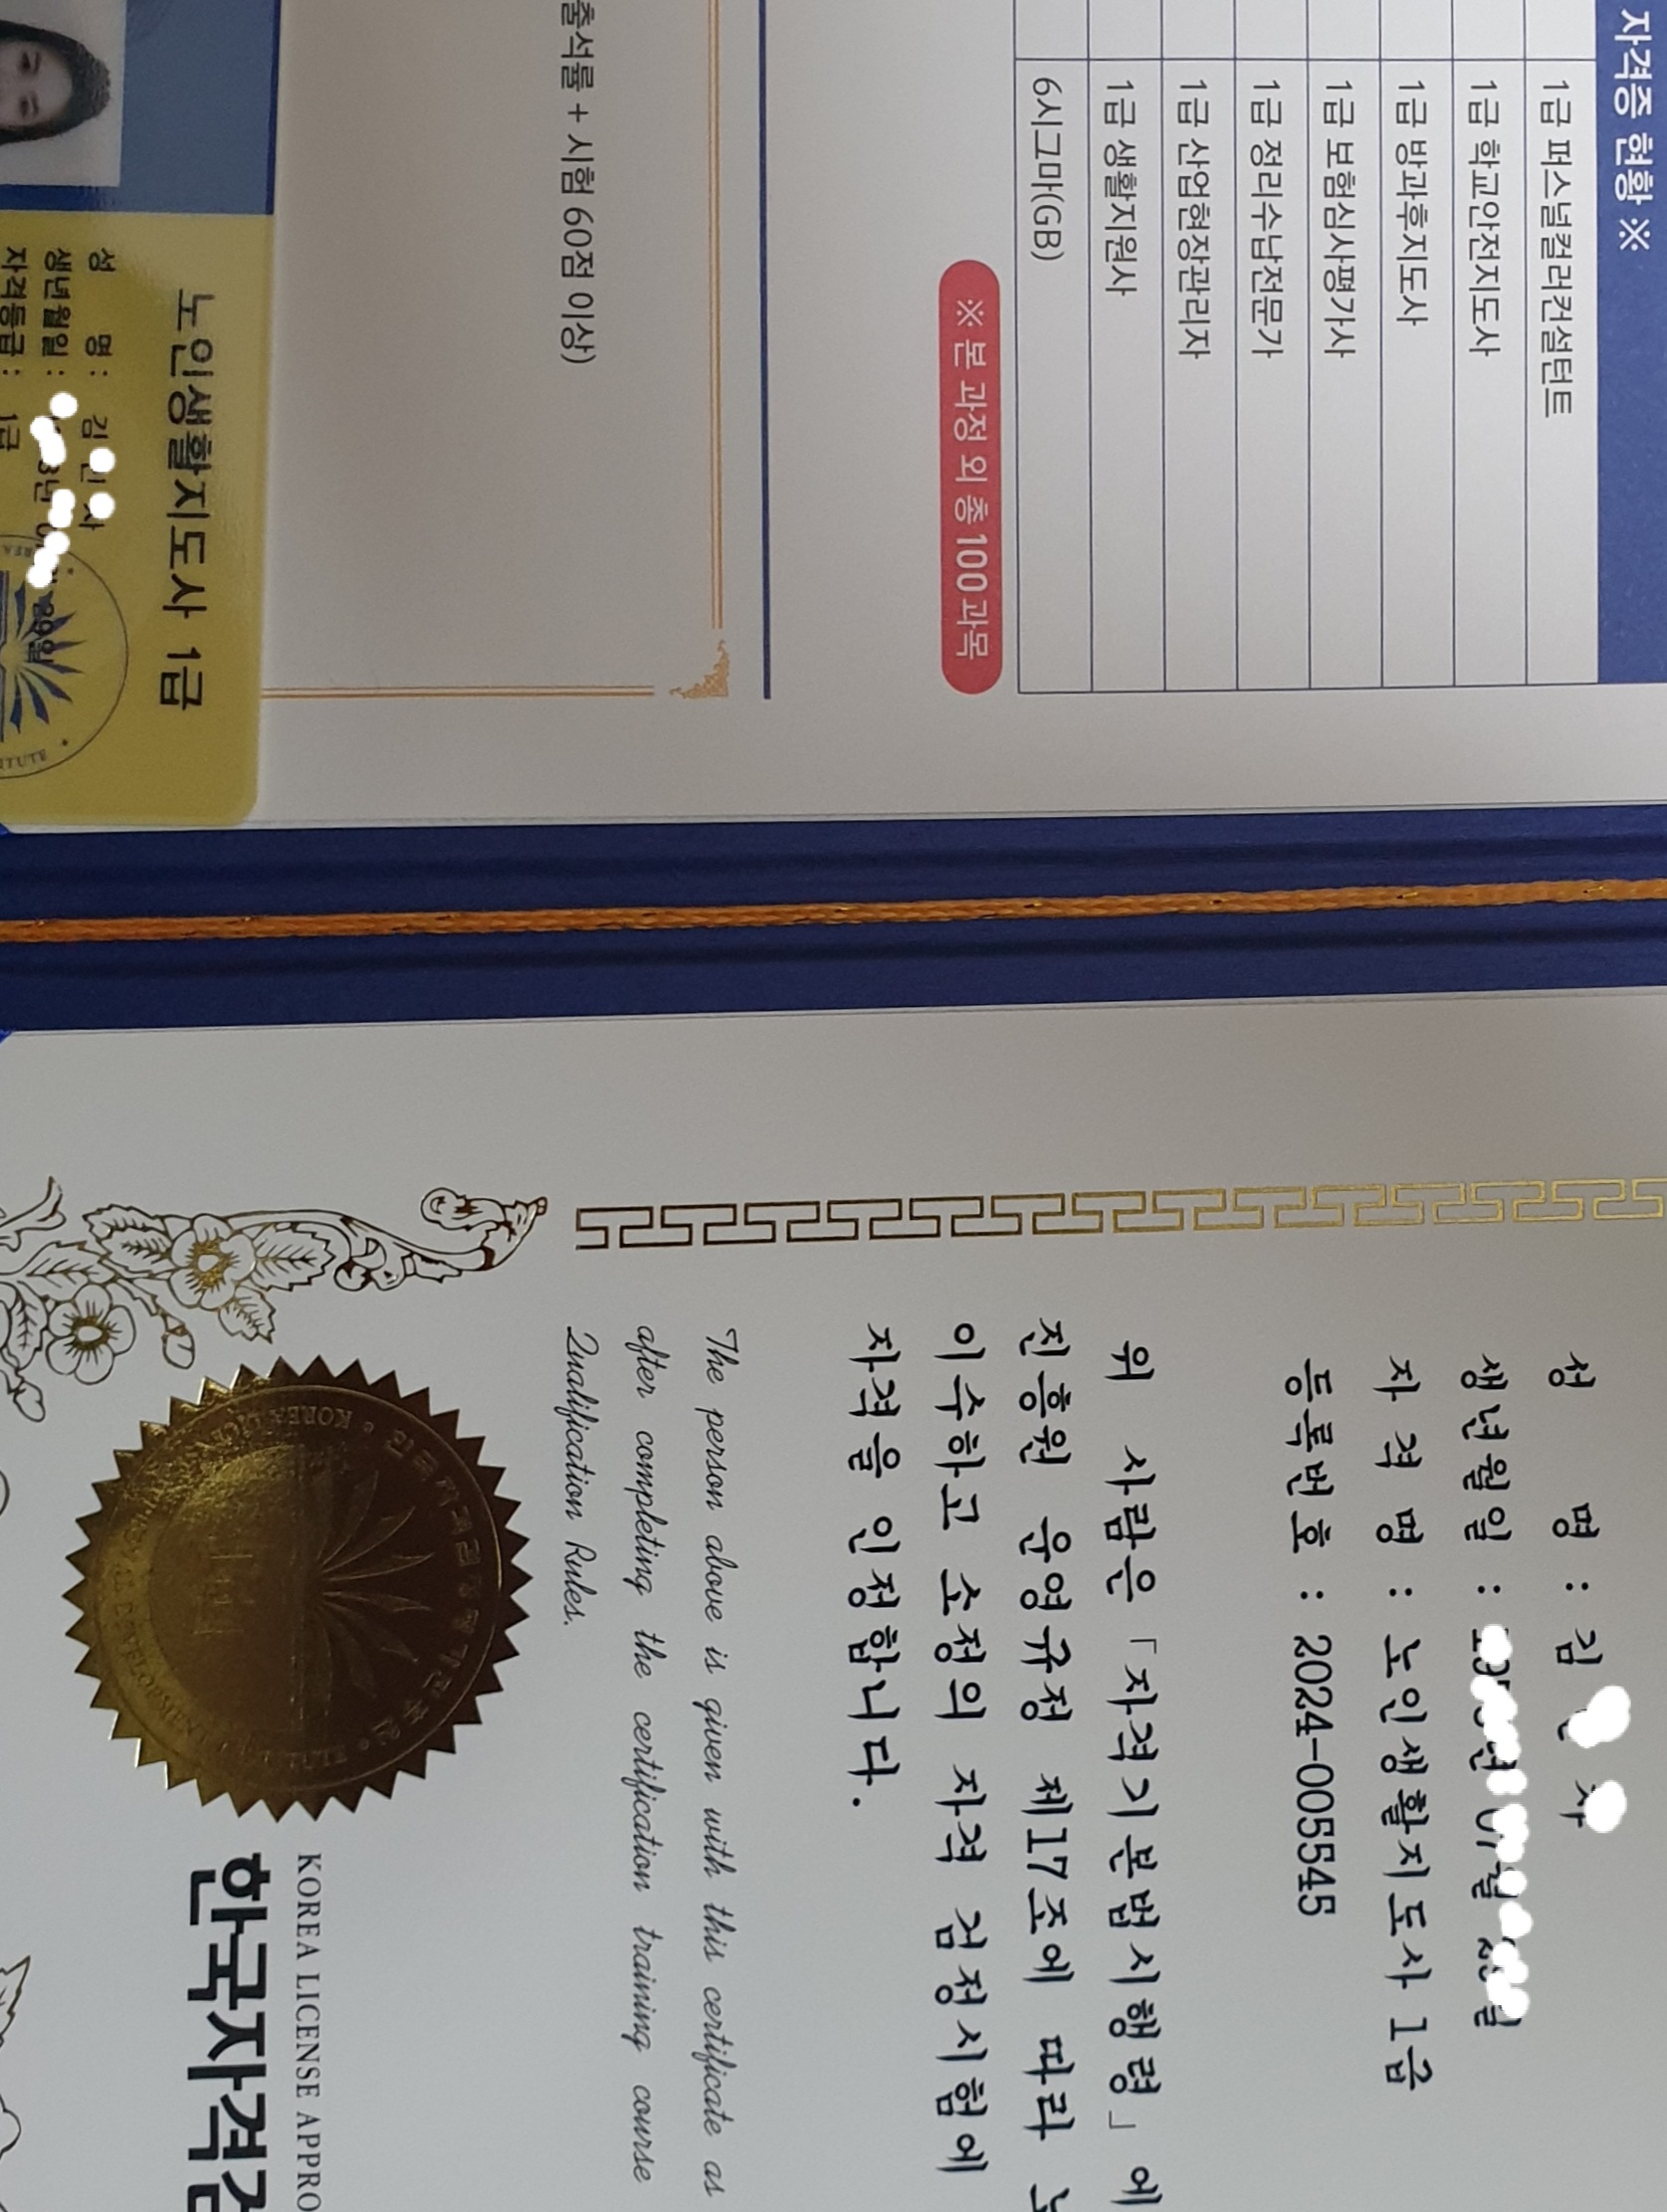 자격증 현황 ※
1급 퍼스널컬러컨설턴트
1급 학교안전지도사
1급 방과후지도사
1급 보험심사평가사
1급 정리수납전문가
1급 산업현장관리자
1급 생활지원사
6시그마(GB)
※ 본 과정 외 총 100과목
출석률 + 시험 60점 이상)
노인생활지도사 1급
성 명 : 김
생년월일 :
자격등급 : 1급
성 명 : 김
생년월일 :
자 격 명 : 노인생활지도사 1급
등록번호 : 2024-005545
위 사람은 「자격기본법시행령」에
진흥원 운영규정 제17조에 따라
이수하고 소정의 자격 검정시험에
자격을 인정합니다.
The person above is given with this certificate as
after completing the certification training course
Qualification Rules.
KOREA LICENSE APPRO
한국자격검